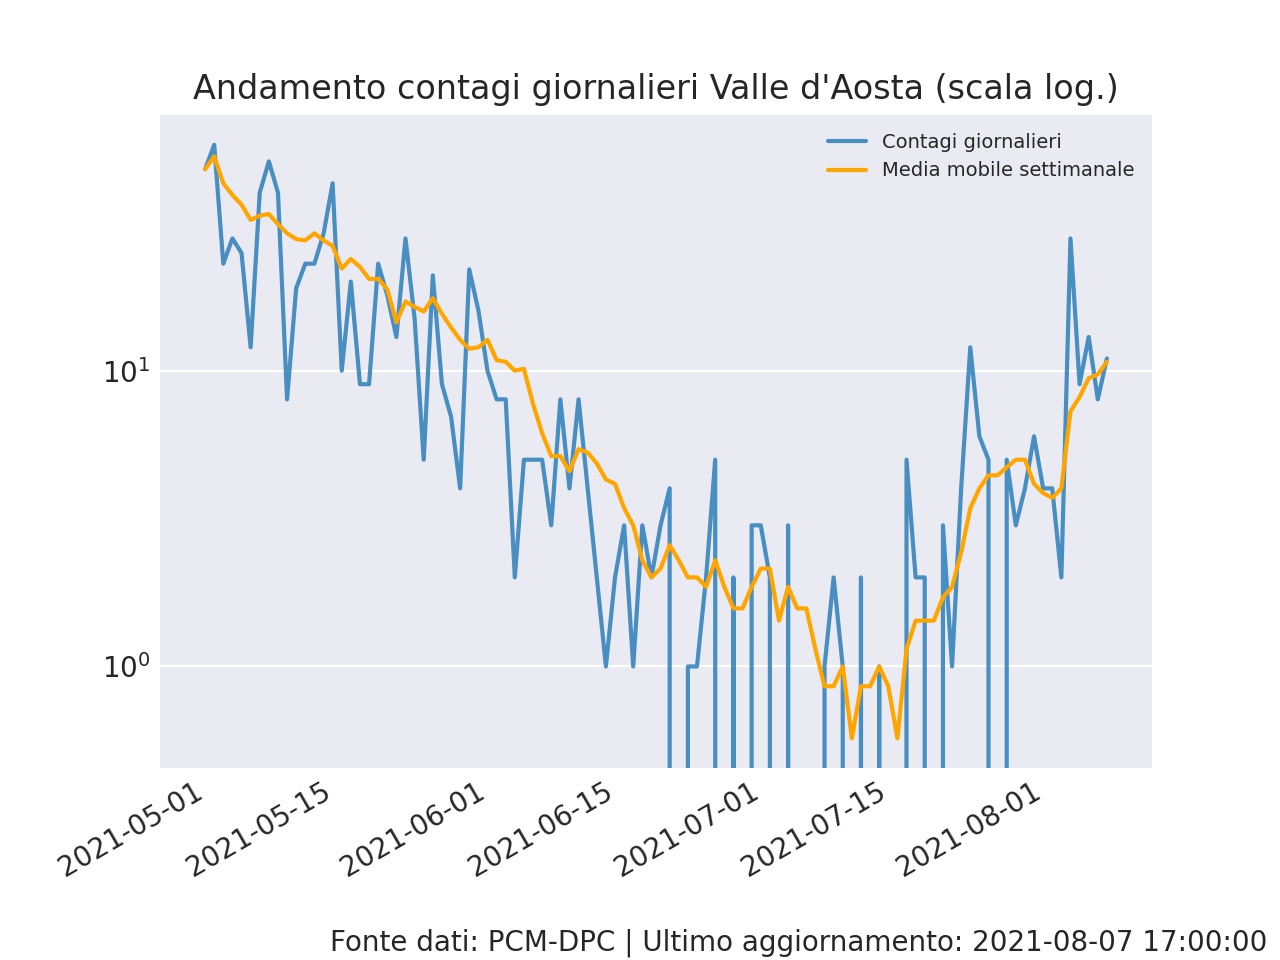 Andamento contagi giornalieri Valle d'Aosta (scala log.)
Contagi giornalieri
Media mobile settimanale
10¹
10⁰
2021-05-01
2021-05-15
2021-06-01
2021-06-15
2021-07-01
2021-07-15
2021-08-01
Fonte dati: PCM-DPC | Ultimo aggiornamento: 2021-08-07 17:00:00